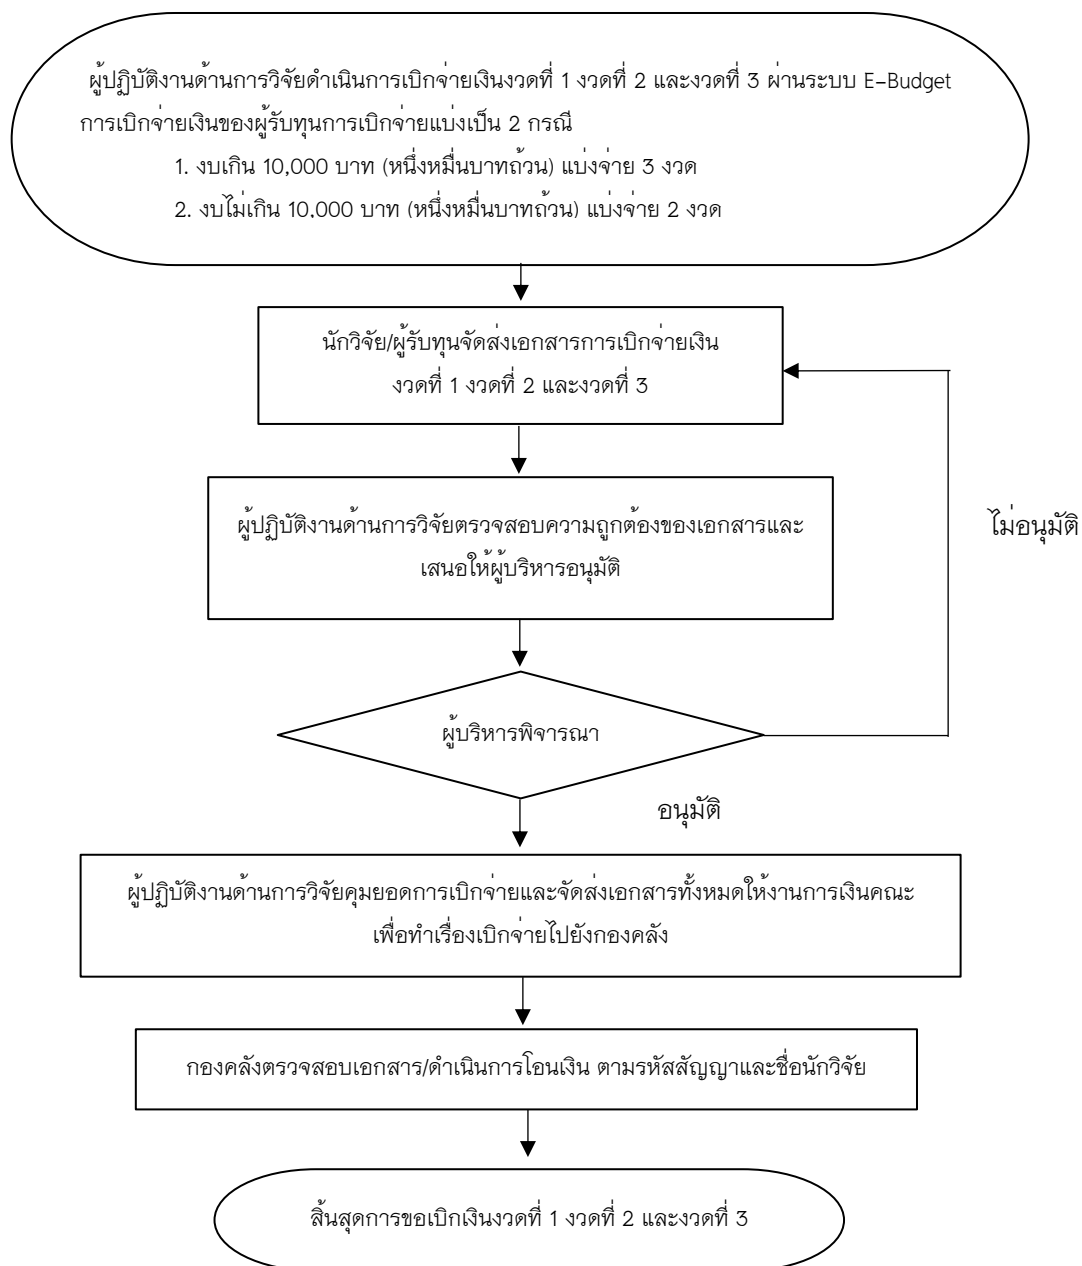 ผู้ปฏิบัติงานด้านการวิจัยดำเนินการเบิกจ่ายเงินงวดที่ 1 งวดที่ 2 และงวดที่ 3 ผ่านระบบ E-Budget
การเบิกจ่ายเงินของผู้รับทุนการเบิกจ่ายแบ่งเป็น 2 กรณี
1. งบเกิน 10,000 บาท (หนึ่งหมื่นบาทถ้วน) แบ่งจ่าย 3 งวด
2. งบไม่เกิน 10,000 บาท (หนึ่งหมื่นบาทถ้วน) แบ่งจ่าย 2 งวด
นักวิจัย/ผู้รับทุนจัดส่งเอกสารการเบิกจ่ายเงิน
งวดที่ 1 งวดที่ 2 และงวดที่ 3
ผู้ปฏิบัติงานด้านการวิจัยตรวจสอบความถูกต้องของเอกสารและ
เสนอให้ผู้บริหารอนุมัติ
ไม่อนุมัติ
ผู้บริหารพิจารณา
อนุมัติ
ผู้ปฏิบัติงานด้านการวิจัยคุมยอดการเบิกจ่ายและจัดส่งเอกสารทั้งหมดให้งานการเงินคณะ
เพื่อทำเรื่องเบิกจ่ายไปยังกองคลัง
กองคลังตรวจสอบเอกสาร/ดำเนินการโอนเงิน ตามรหัสสัญญาและชื่อนักวิจัย
สิ้นสุดการขอเบิกเงินงวดที่ 1 งวดที่ 2 และงวดที่ 3